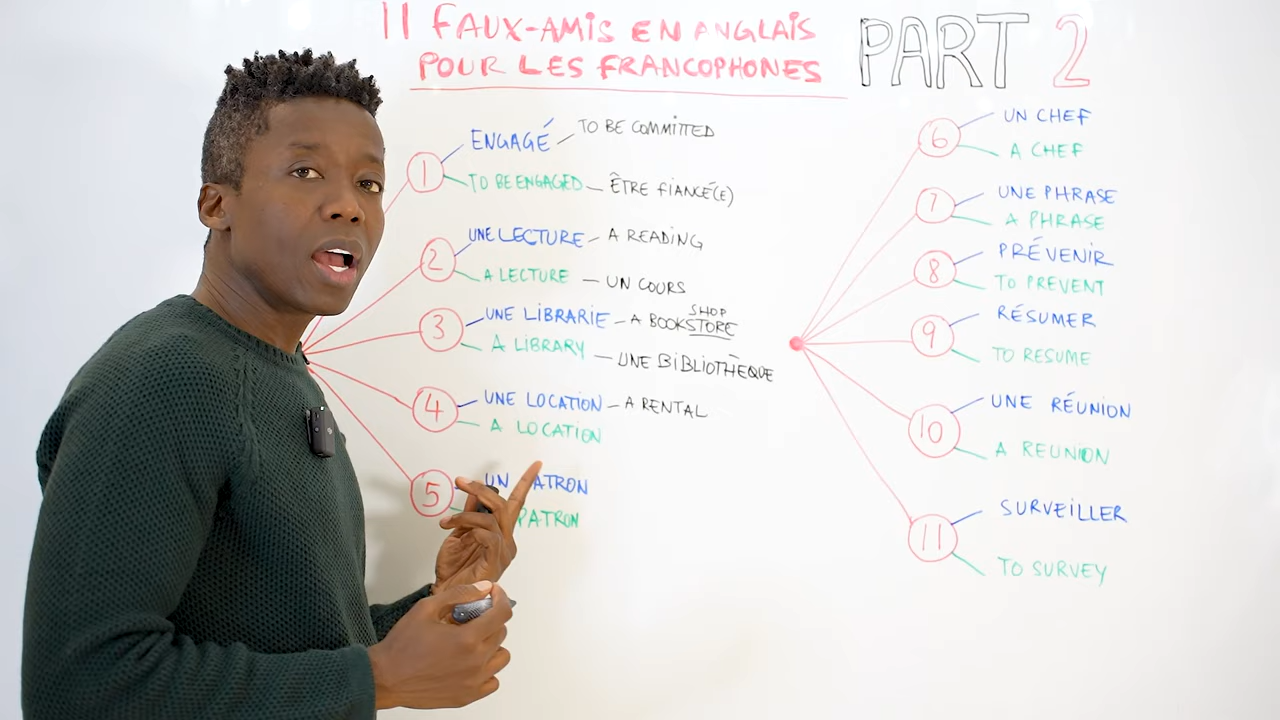 11 FAUX-AMIS EN ANGLAIS
POUR LES FRANCOPHONES
PART 2
1
ENGAGÉ
TO BE COMMITTED
TO BE ENGAGED
ÊTRE FIANCÉ(E)
2
UNE LECTURE
A READING
A LECTURE
UN COURS
3
UNE LIBRARIE
A BOOKSTORE
SHOP
A LIBRARY
UNE BIBLIOTHÈQUE
4
UNE LOCATION
A RENTAL
A LOCATION
5
UN ATRON
PATRON
6
UN CHEF
A CHEF
7
UNE PHRASE
A PHRASE
8
PRÉVENIR
TO PREVENT
9
RÉSUMER
TO RESUME
10
UNE RÉUNION
A REUNION
11
SURVEILLER
TO SURVEY